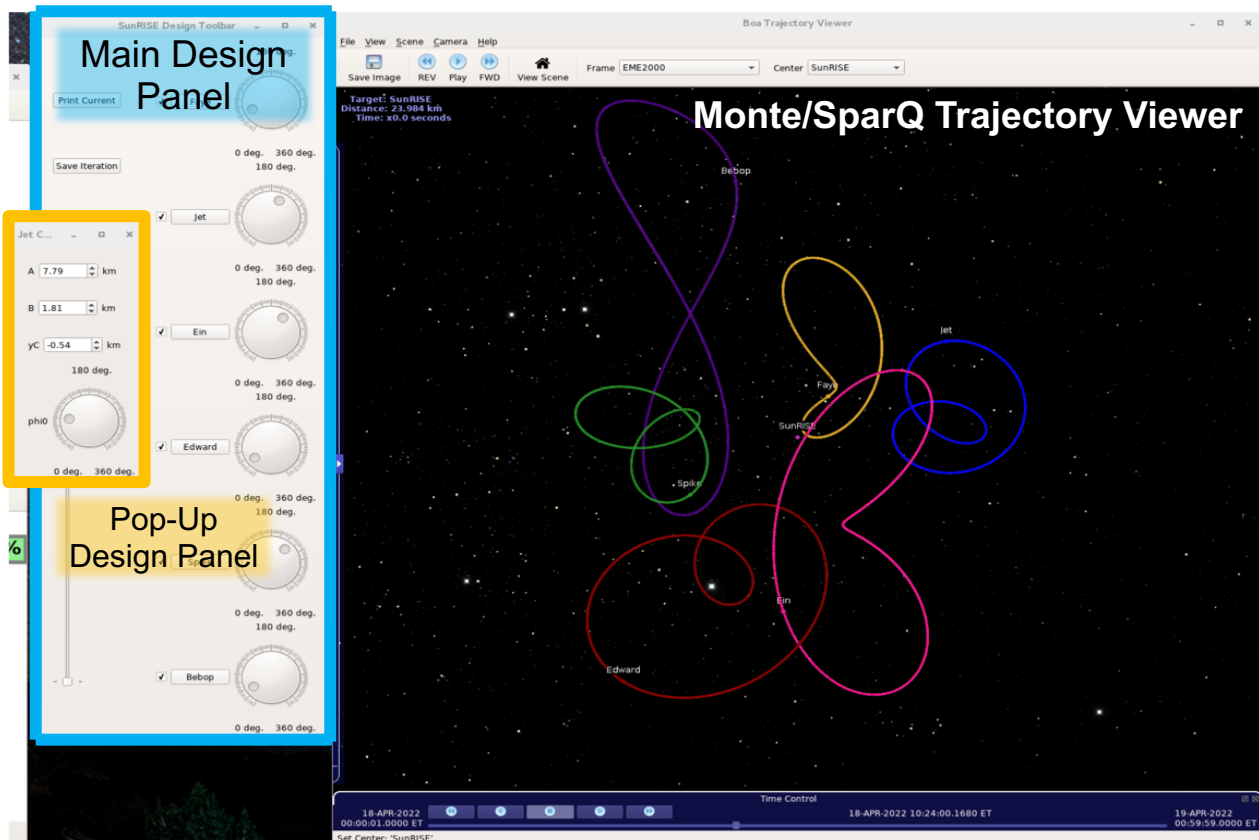 SunRISE Design Toolbar
Main Design
Panel
Print Current
0 deg. 360 deg.
Save Iteration
180 deg.
Jet
0 deg. 360 deg.
180 deg.
Ein
0 deg. 360 deg.
180 deg.
Edward
0 deg. 360 deg.
180 deg.
0 deg. 360 deg.
180 deg.
Bebop
0 deg. 360 deg.
Jet C...
A 7.79 km
B 1.81 km
yC -0.54 km
180 deg.
phi0
0 deg. 360 deg.
Pop-Up
Design Panel
%
Boa Trajectory Viewer
File View Scene Camera Help
Save Image REV Play FWD View Scene Frame EME2000 Center SunRISE
Target: SunRISE
Distance: 23.984 km
Time: x0.0 seconds
Monte/SparQ Trajectory Viewer
Bebop
Jet
Faye
SunRISE
Spike
Ein
Edward
Time Control
18-APR-2022
00:00:01.0000 ET
18-APR-2022 10:24:00.1680 ET
19-APR-2022
00:59:59.0000 ET
Set Center: 'SunRISE'